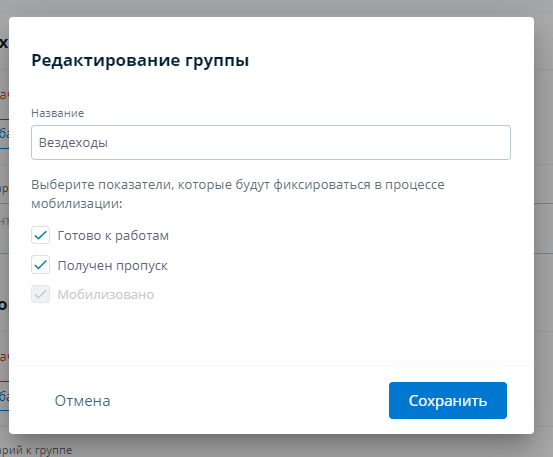 Редактирование группы
Название
Вездеходы
Выберите показатели, которые будут фиксироваться в процессе
мобилизации:
Готово к работам
Получен пропуск
Мобилизовано
Отмена
Сохранить
арий к группе